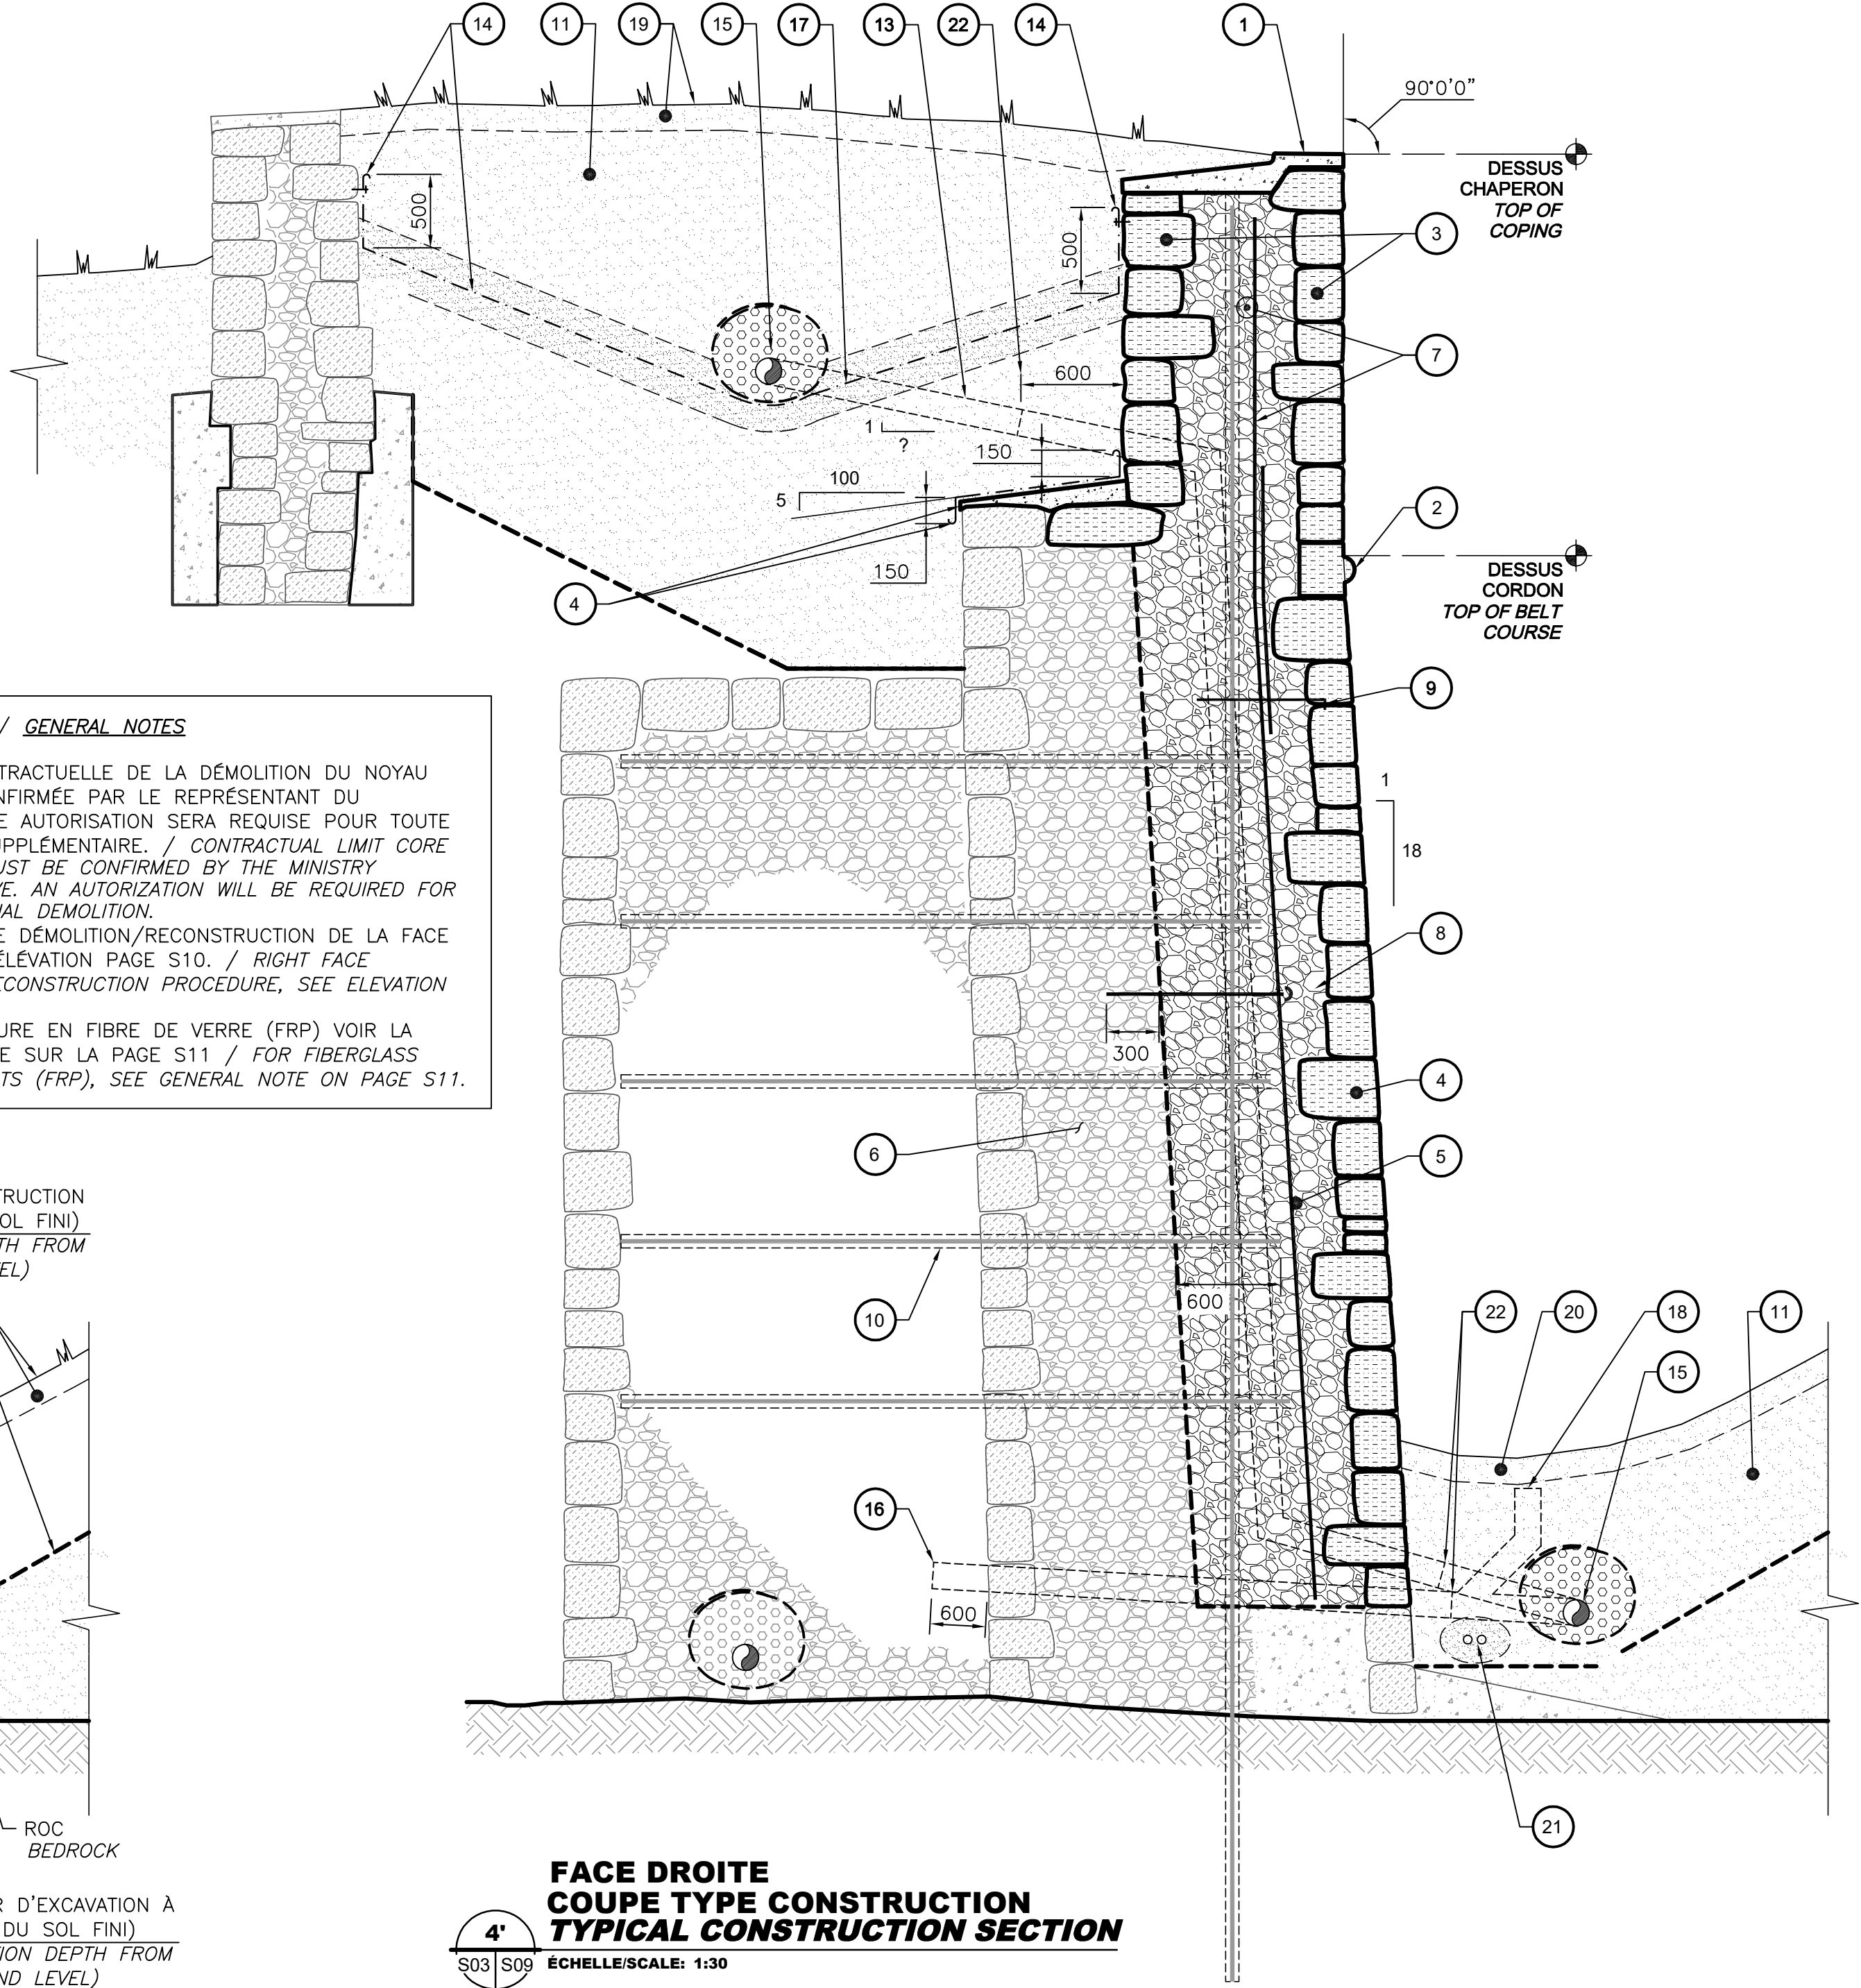 14 11 19 15 17 13 22 14 1
90°0'0"
DESSUS
CHAPERON
TOP OF
COPING
3
500
500
7
600
1
?
150
100
5
2
150
4
DESSUS
CORDON
TOP OF BELT
COURSE
9
/ GENERAL NOTES
TRACTUELLE DE LA DÉMOLITION DU NOYAU
NFIRMÉE PAR LE REPRÉSENTANT DU
E AUTORISATION SERA REQUISE POUR TOUTE
UPPLÉMENTAIRE. / CONTRACTUAL LIMIT CORE
UST BE CONFIRMED BY THE MINISTRY
VE. AN AUTORIZATION WILL BE REQUIRED FOR
NAL DEMOLITION.
E DÉMOLITION/RECONSTRUCTION DE LA FACE
ÉLÉVATION PAGE S10. / RIGHT FACE
ECONSTRUCTION PROCEDURE, SEE ELEVATION
URE EN FIBRE DE VERRE (FRP) VOIR LA
E SUR LA PAGE S11 / FOR FIBERGLASS
TS (FRP), SEE GENERAL NOTE ON PAGE S11.
1
18
8
300
4
6
5
TRUCTION
OL FINI)
TH FROM
EL)
10
600
22 20 18 11
15
16
600
21
ROC
BEDROCK
R D'EXCAVATION À
DU SOL FINI)
ION DEPTH FROM
ND LEVEL)
FACE DROITE
COUPE TYPE CONSTRUCTION
4' TYPICAL CONSTRUCTION SECTION
S03 S09 ÉCHELLE/SCALE: 1:30